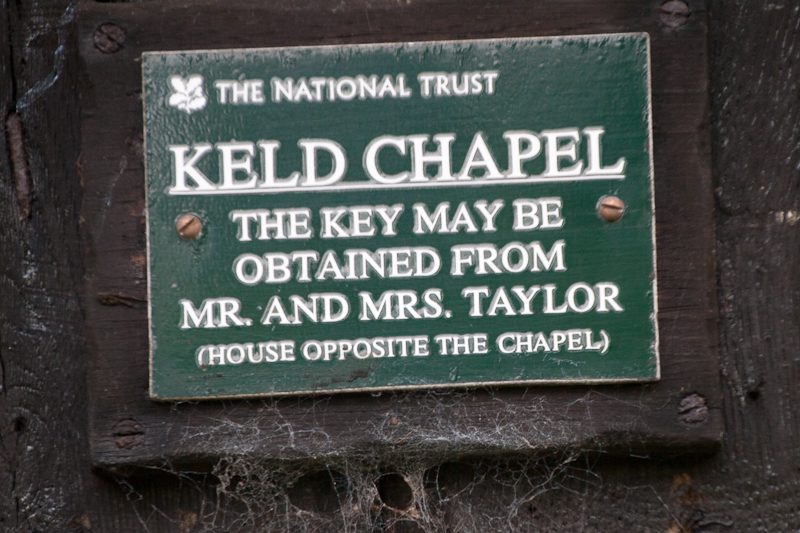 THE NATIONAL TRUST
KELD CHAPEL
THE KEY MAY BE
OBTAINED FROM
MR. AND MRS. TAYLOR
(HOUSE OPPOSITE THE CHAPEL)